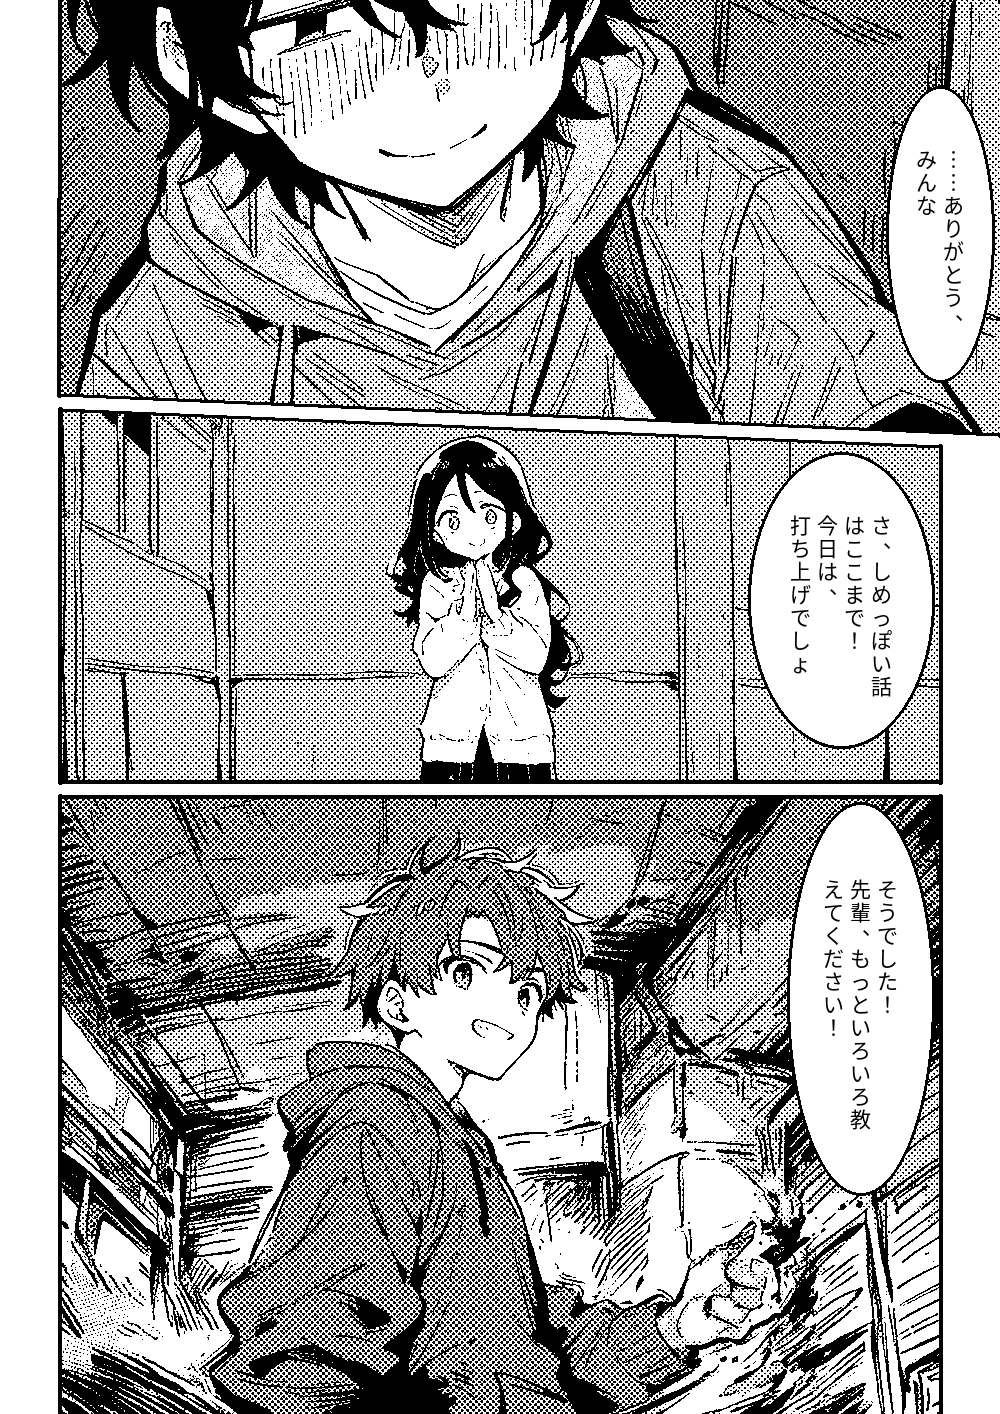 ……ありがとう、
みんな
さ、しめっぽい話
はここまで！
今日は、
打ち上げでしょ
そうでした！
先輩、もっといろいろ教
えてください！